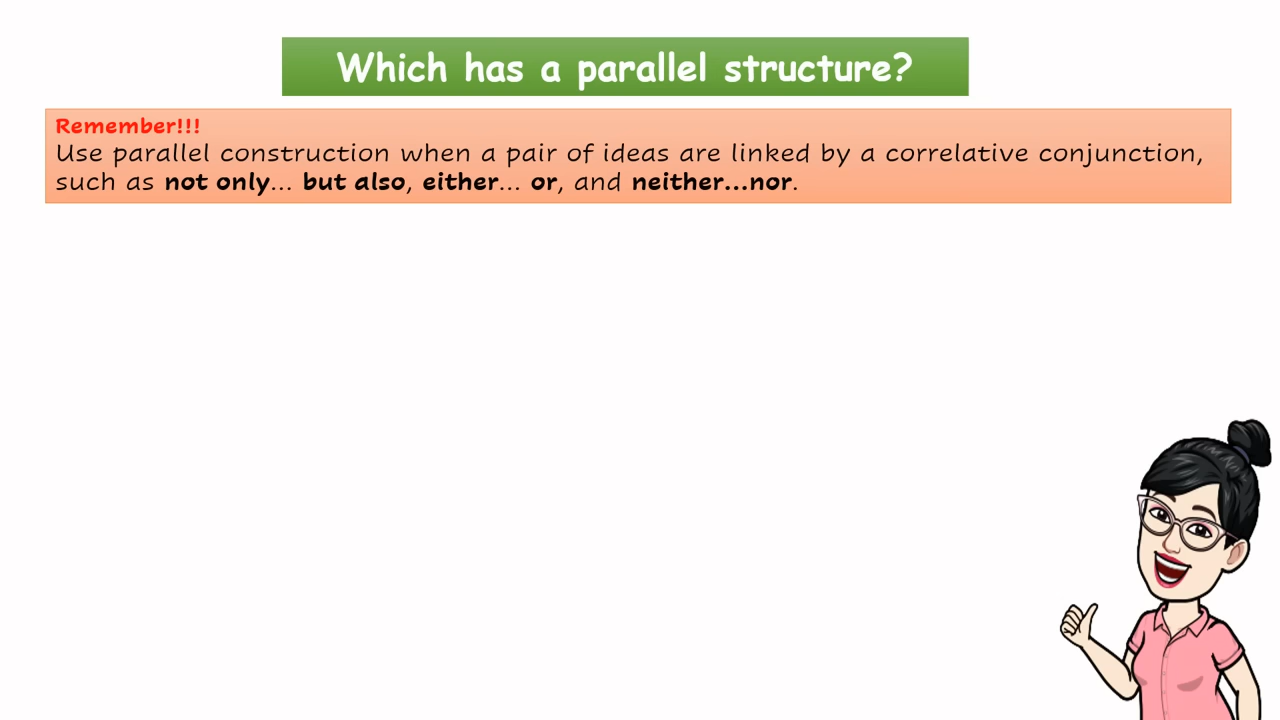 Which has a parallel structure?
Remember!!!
Use parallel construction when a pair of ideas are linked by a correlative conjunction,
such as not only... but also, either... or, and neither...nor.